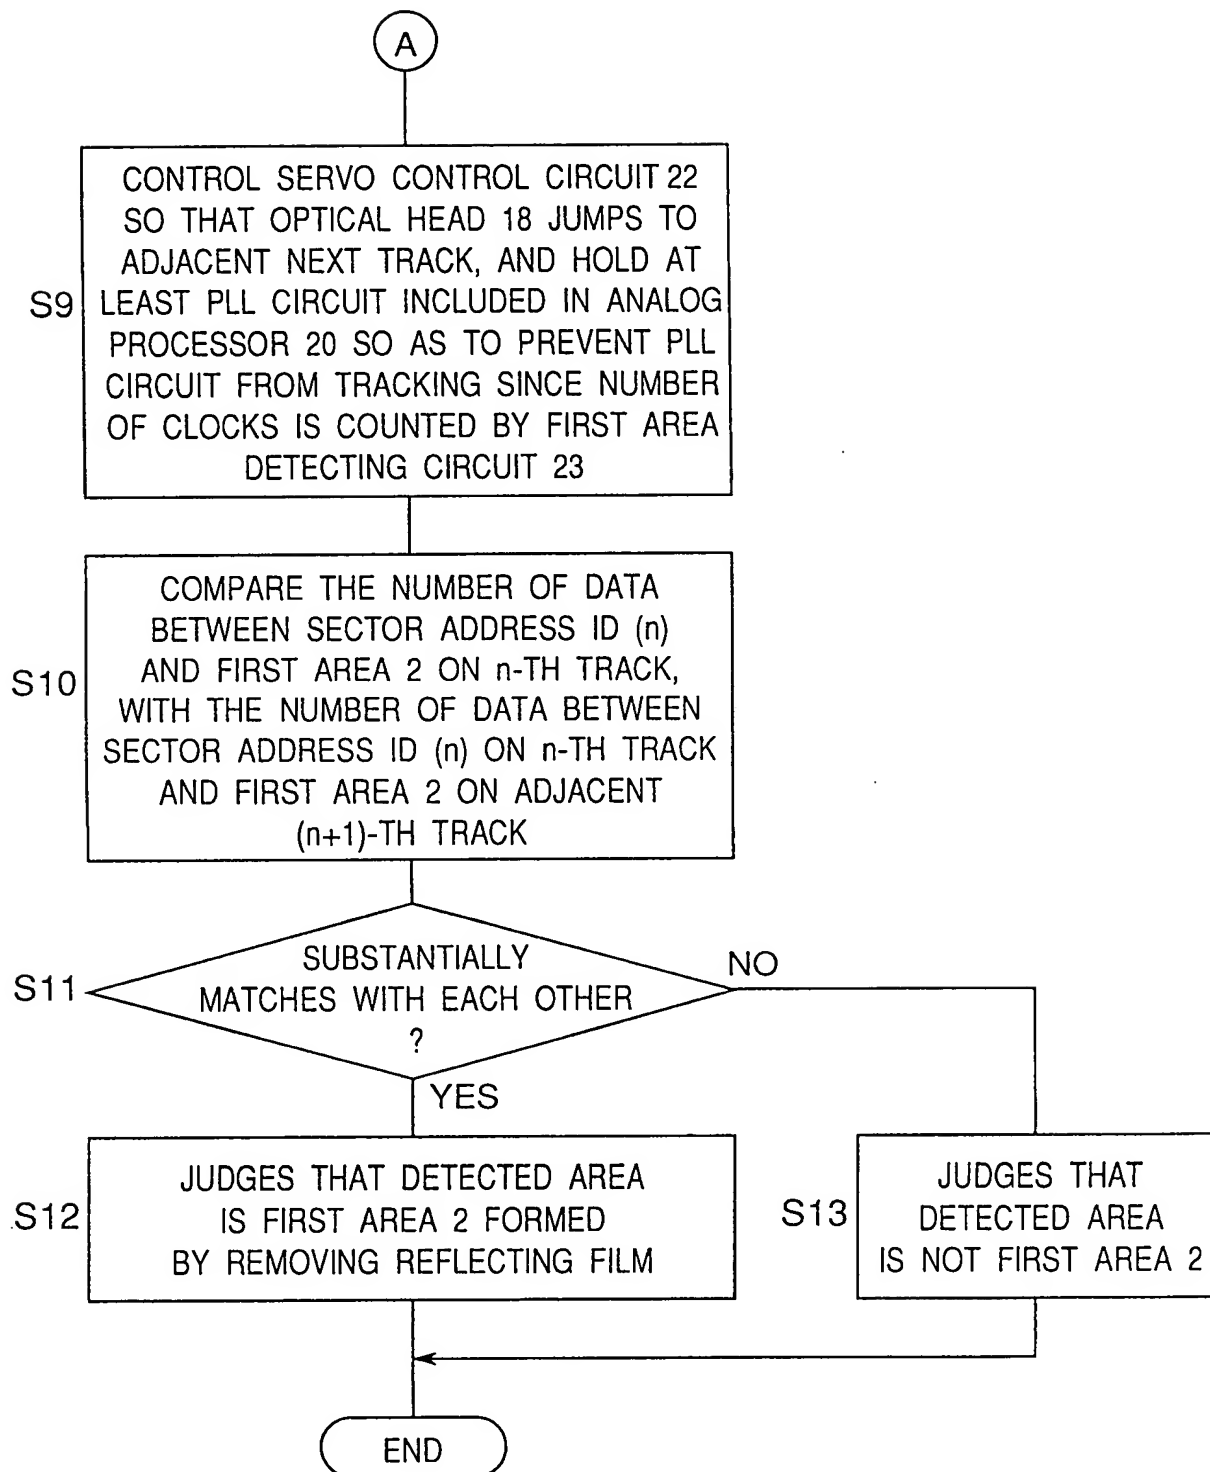 A
S9
CONTROL SERVO CONTROL CIRCUIT 22
SO THAT OPTICAL HEAD 18 JUMPS TO
ADJACENT NEXT TRACK, AND HOLD AT
LEAST PLL CIRCUIT INCLUDED IN ANALOG
PROCESSOR 20 SO AS TO PREVENT PLL
CIRCUIT FROM TRACKING SINCE NUMBER
OF CLOCKS IS COUNTED BY FIRST AREA
DETECTING CIRCUIT 23
S10
COMPARE THE NUMBER OF DATA
BETWEEN SECTOR ADDRESS ID (n)
AND FIRST AREA 2 ON n-TH TRACK,
WITH THE NUMBER OF DATA BETWEEN
SECTOR ADDRESS ID (n) ON n-TH TRACK
AND FIRST AREA 2 ON ADJACENT
(n+1)-TH TRACK
S11
SUBSTANTIALLY
MATCHES WITH EACH OTHER
?
NO
YES
S12
JUDGES THAT DETECTED AREA
IS FIRST AREA 2 FORMED
BY REMOVING REFLECTING FILM
S13
JUDGES THAT
DETECTED AREA
IS NOT FIRST AREA 2
END